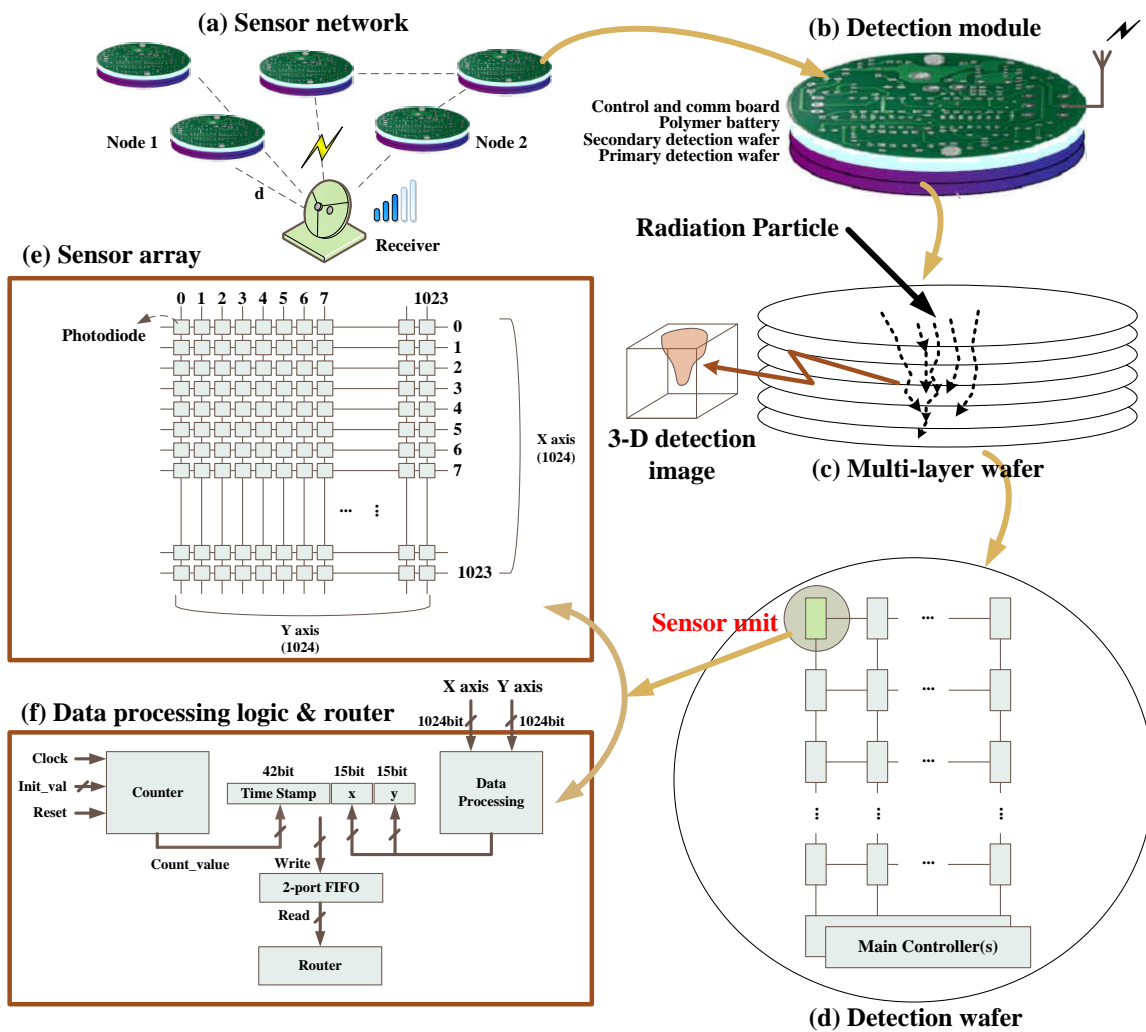 (a) Sensor network
Node 1
Node 2
d
Receiver
(b) Detection module
Control and comm board
Polymer battery
Secondary detection wafer
Primary detection wafer
Radiation Particle
3-D detection
image
(c) Multi-layer wafer
(e) Sensor array
0 1 2 3 4 5 6 7 1023
Photodiode
0
1
2
3
4
5
6
7
... ...
1023
X axis
(1024)
Y axis
(1024)
Sensor unit
...
...
...
... ... ...
...
Main Controller(s)
(d) Detection wafer
(f) Data processing logic & router
X axis Y axis
1024bit 1024bit
Clock
Init_val
Reset
Counter
Count_value
42bit 15bit 15bit
Time Stamp x y
Data
Processing
Write
2-port FIFO
Read
Router